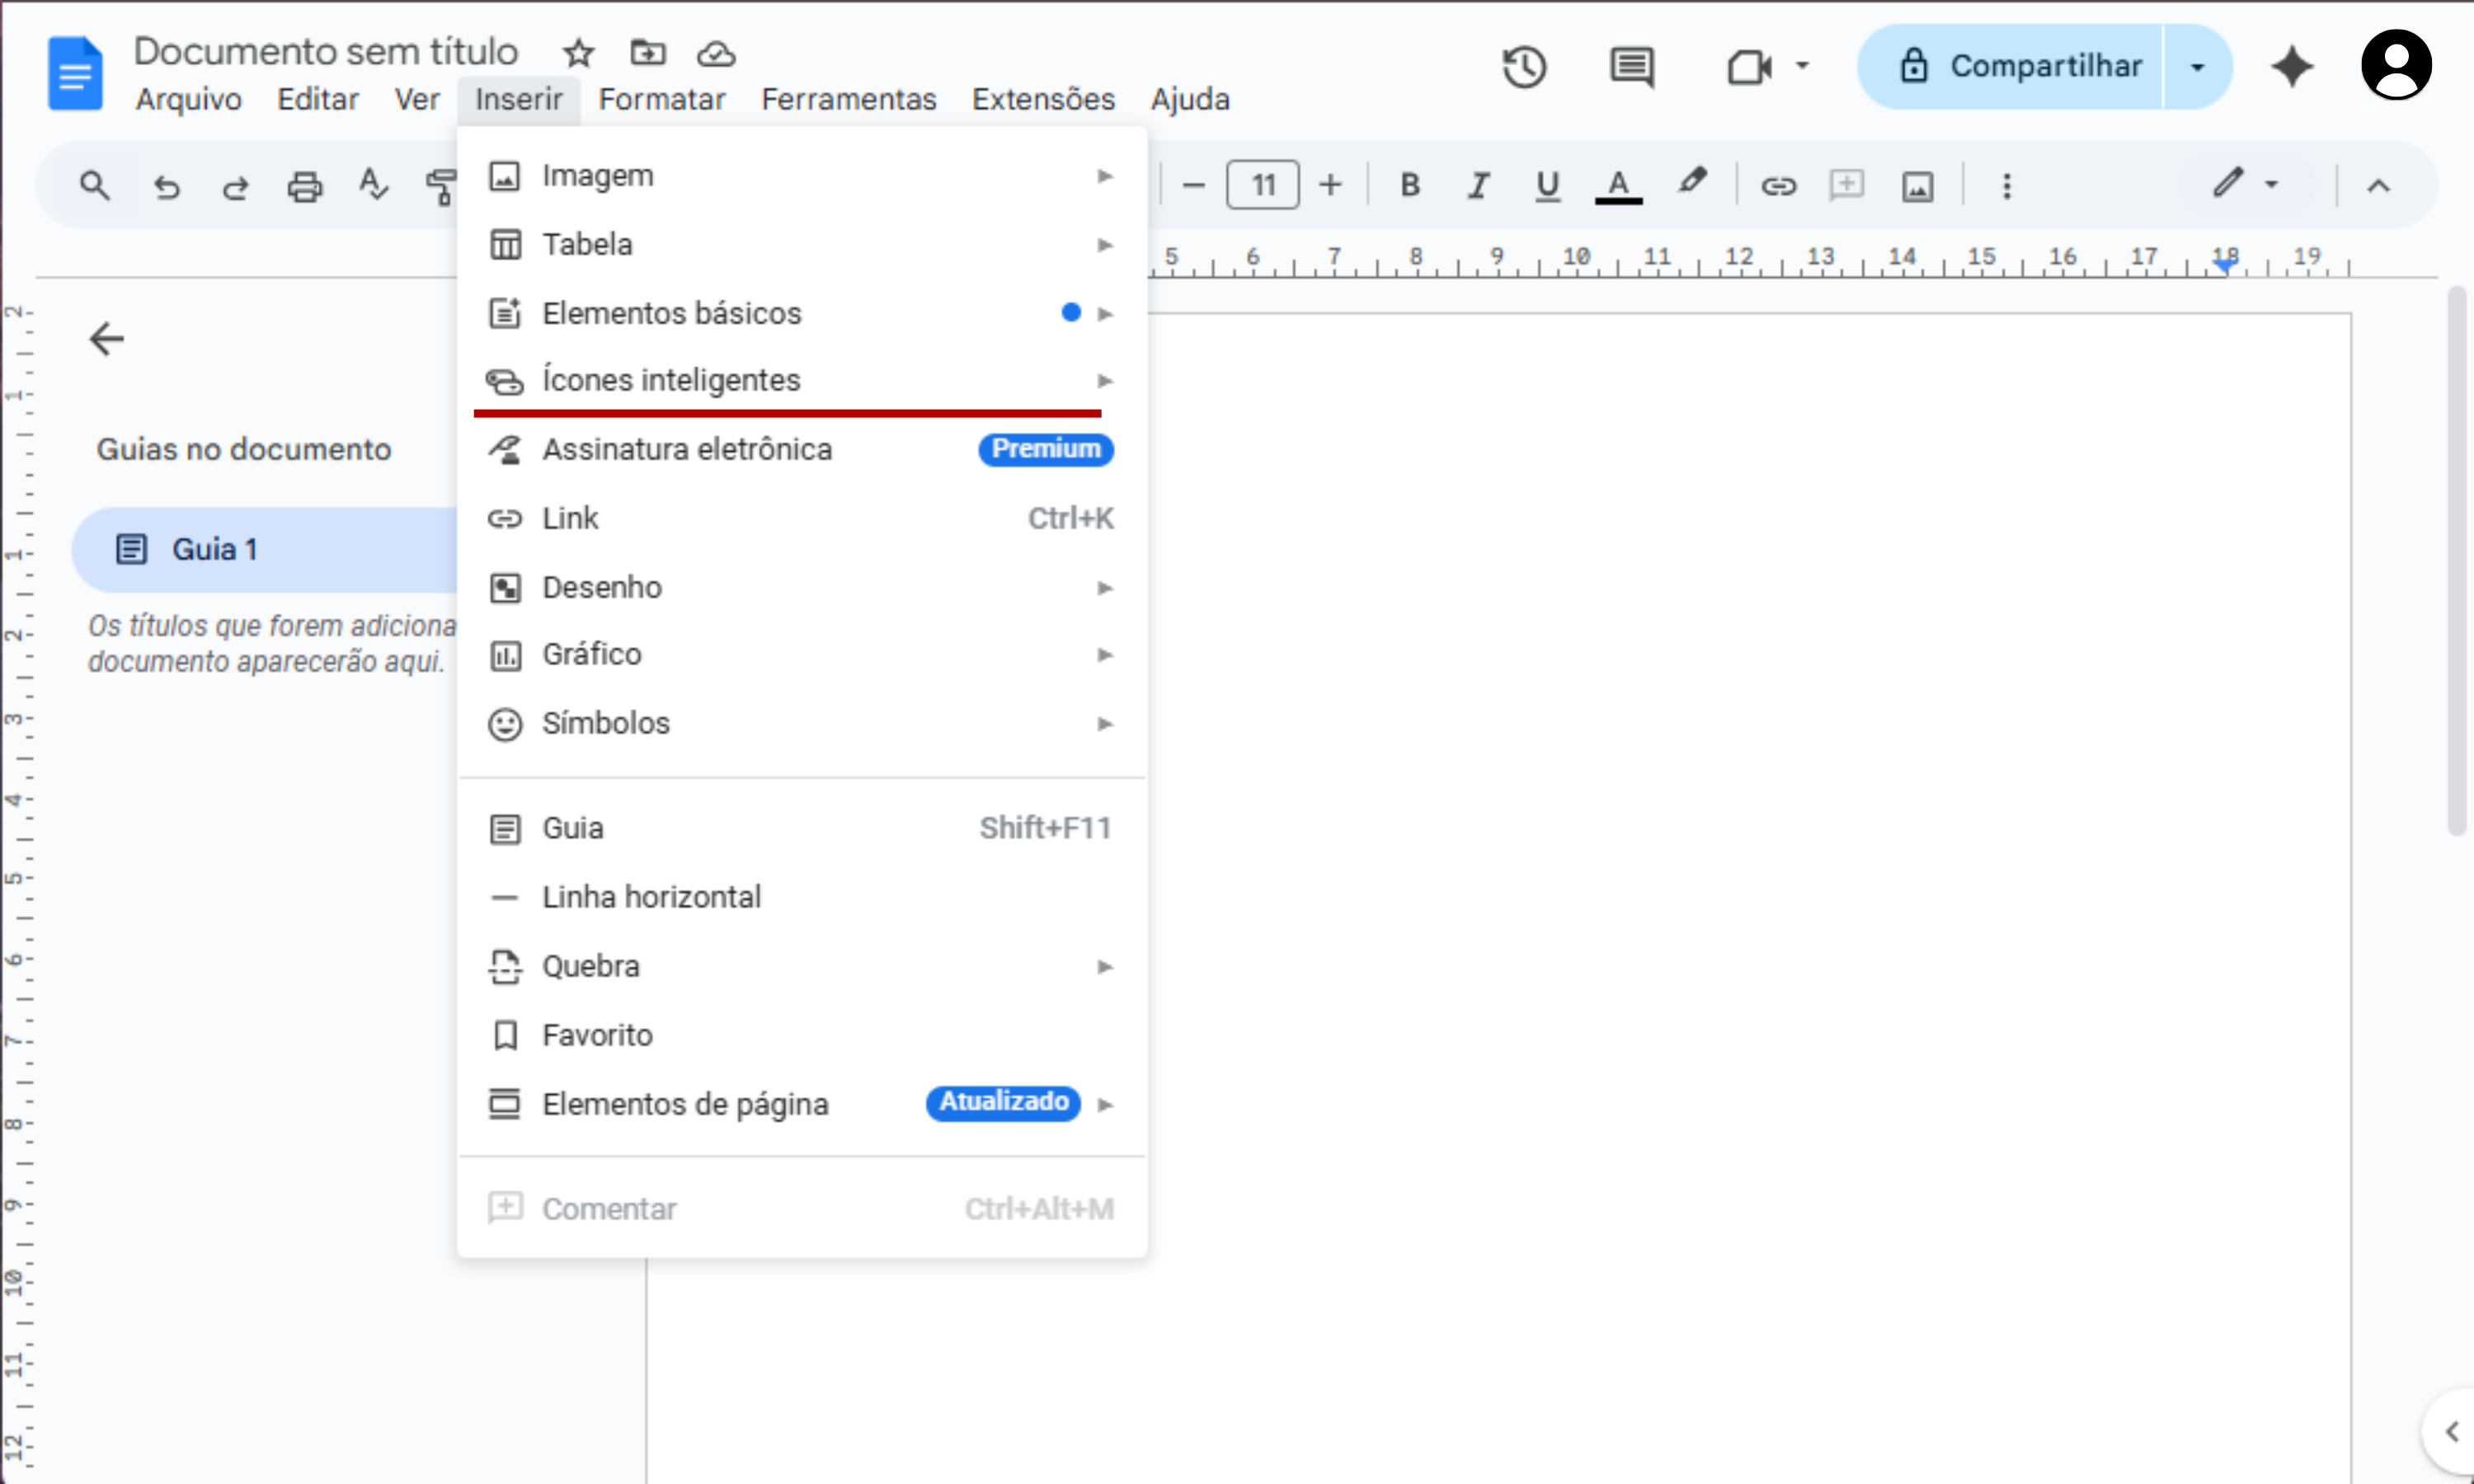 Documento sem título
Compartilhar
Arquivo Editar Ver Inserir Formatar Ferramentas Extensões Ajuda
11
B I U A
5 6 7 8 9 10 11 12 13 14 15 16 17 18 19
Guias no documento
Guia 1
Os títulos que forem adiciona
documento aparecerão aqui.
Imagem
Tabela
Elementos básicos
Ícones inteligentes
Assinatura eletrônica Premium
Link Ctrl+K
Desenho
Gráfico
Símbolos
Guia Shift+F11
Linha horizontal
Quebra
Favorito
Elementos de página Atualizado
Comentar Ctrl+Alt+M
2
1
1
2
3
4
5
6
7
8
9
10
11
12